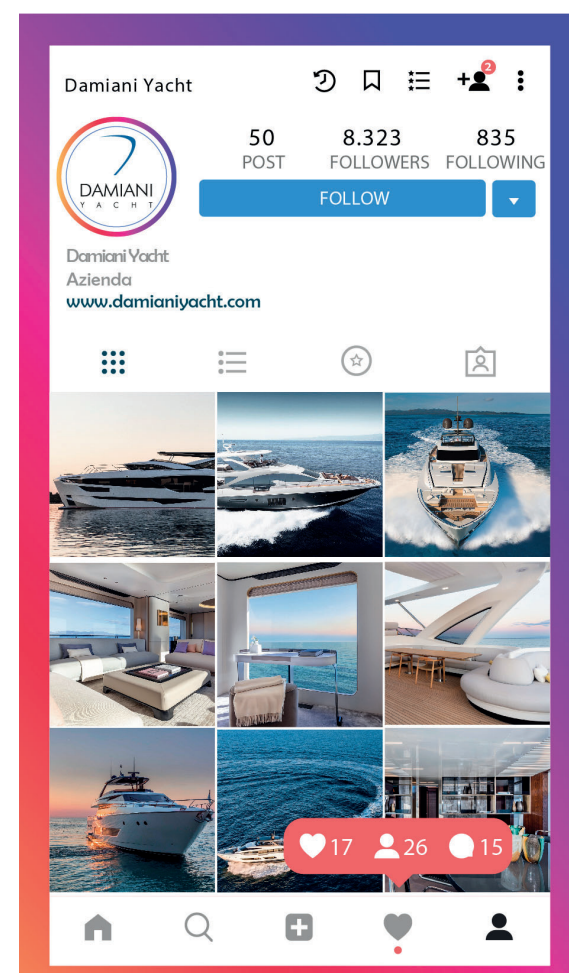 Damiani Yacht
2
50 8.323 835
POST FOLLOWERS FOLLOWING
DAMIANI
YACHT
FOLLOW
Damiani Yacht
Azienda
www.damianiyacht.com
17 26 15